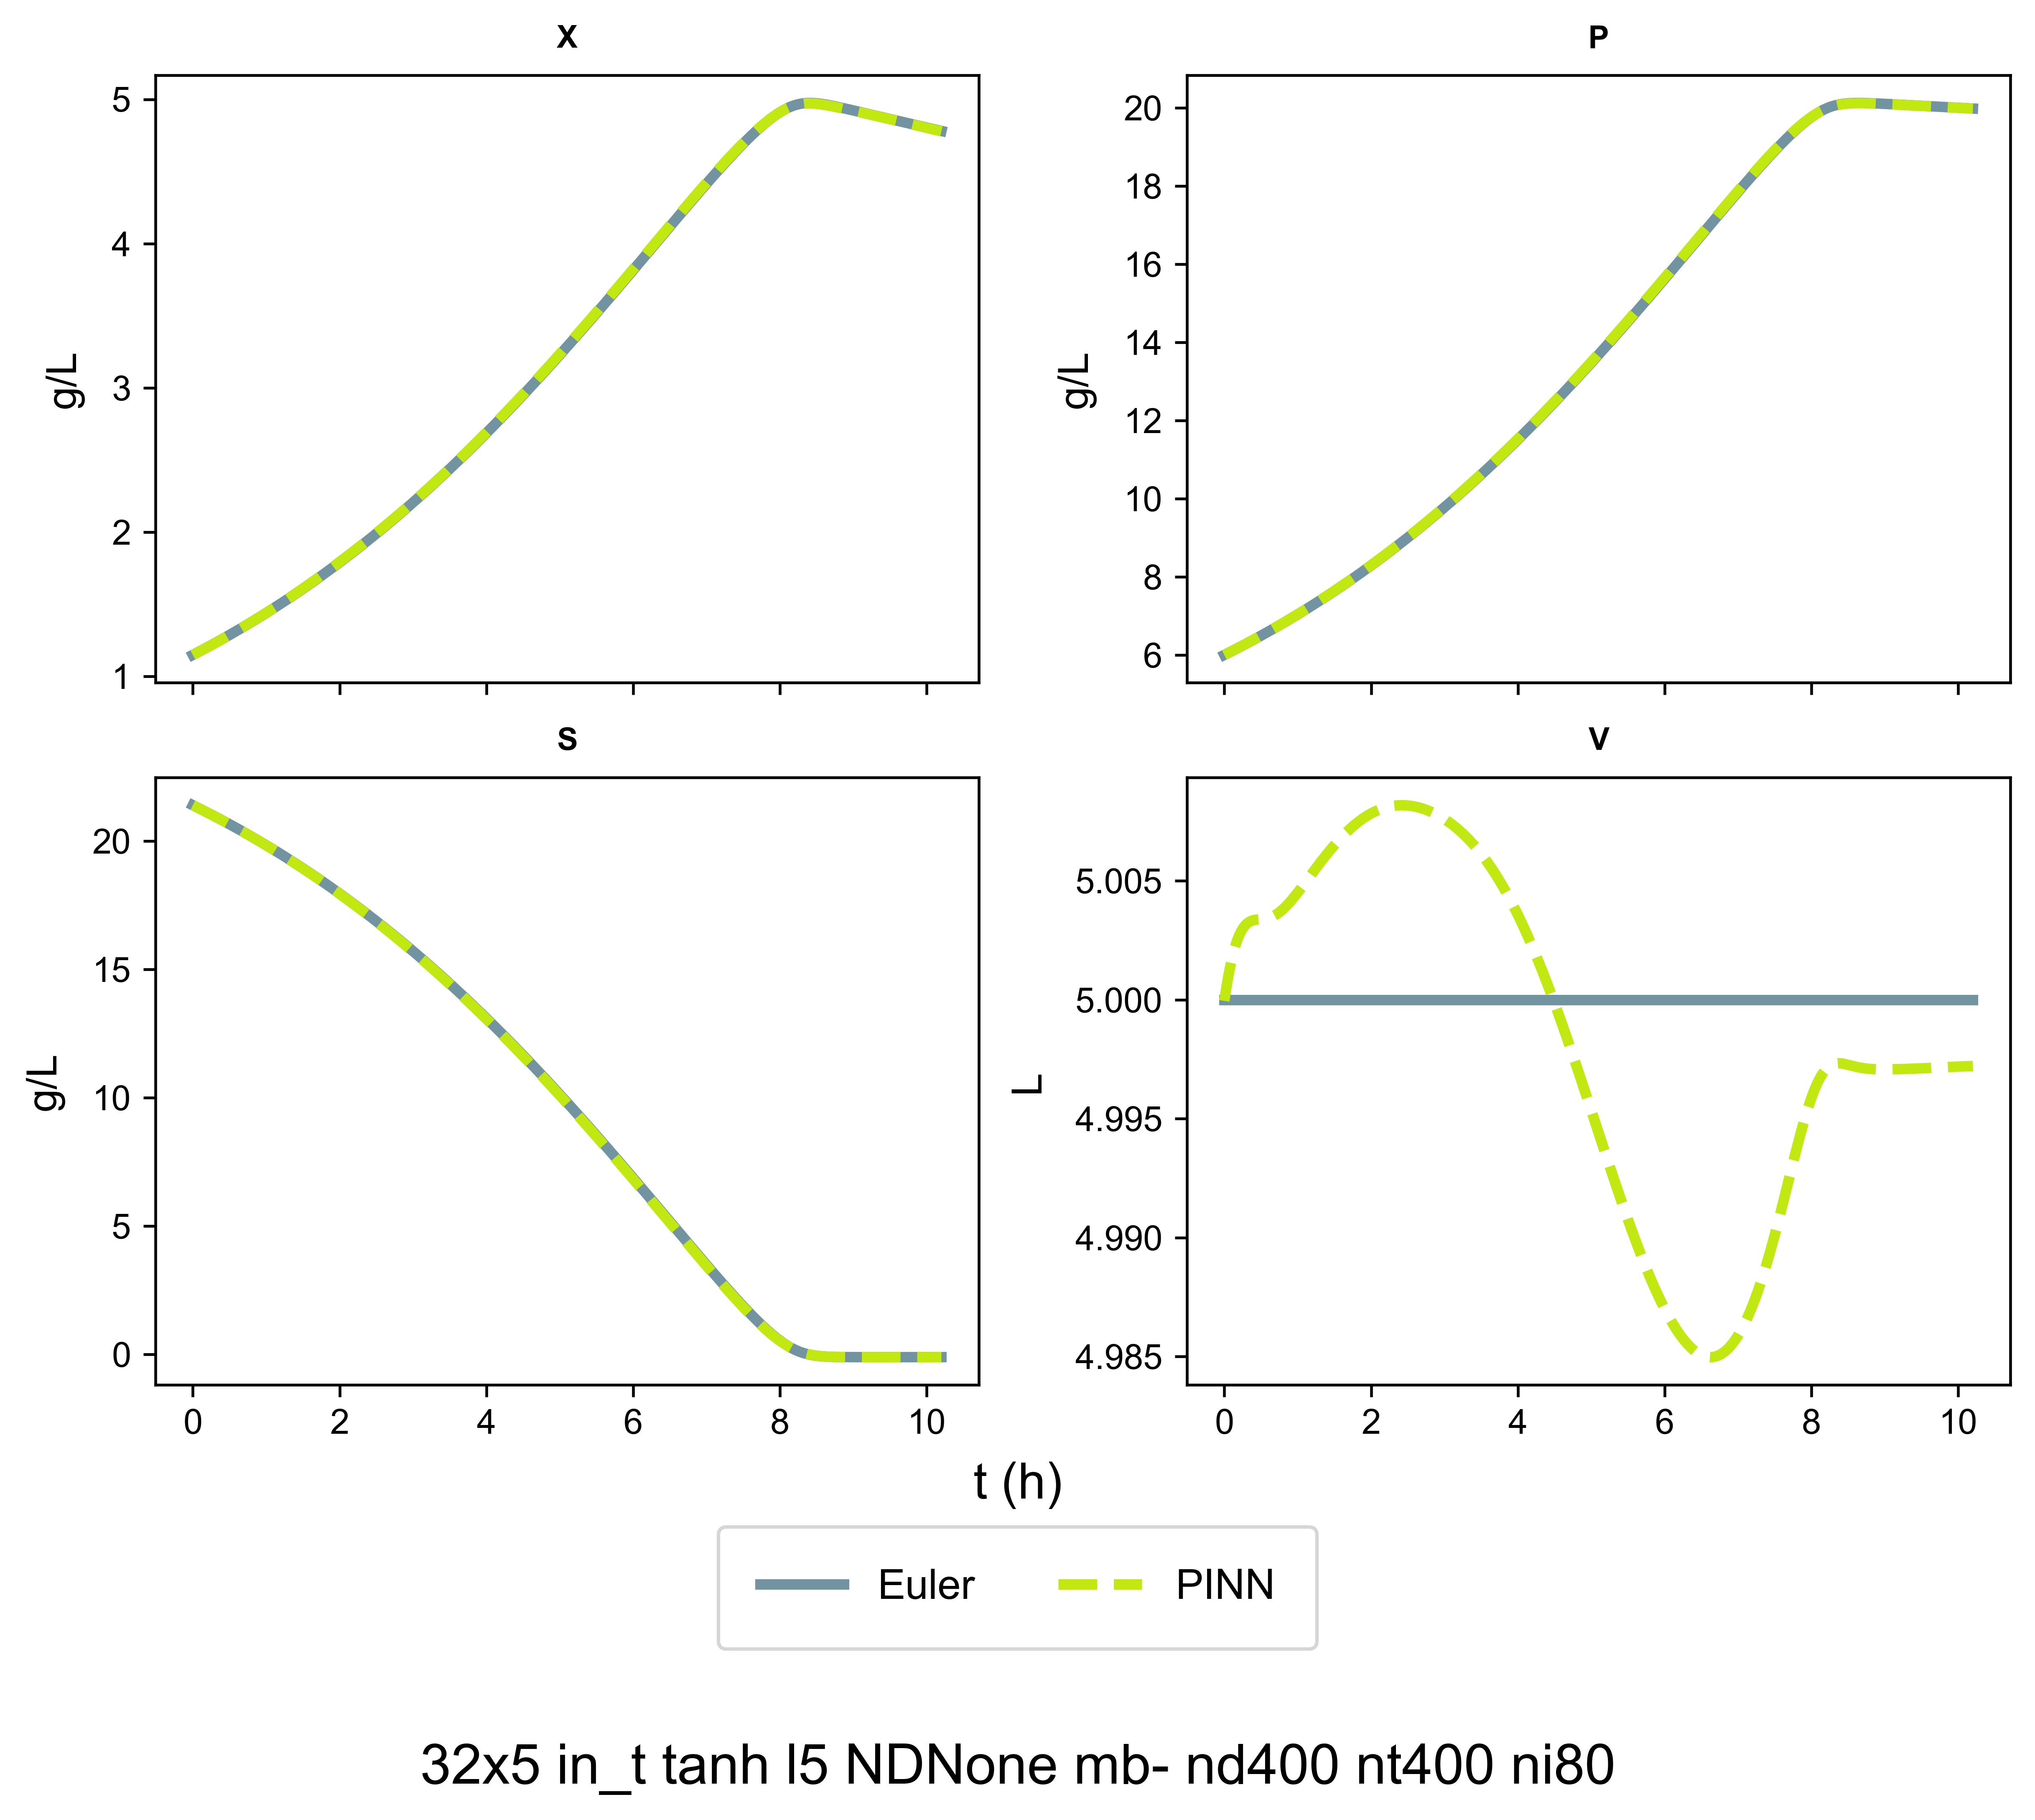 X
5
4
3
2
1
g/L
P
20
18
16
14
12
10
8
6
g/L
S
20
15
10
5
0
g/L
0 2 4 6 8 10
V
5.005
5.000
4.995
4.990
4.985
L
0 2 4 6 8 10
t (h)
Euler PINN
32x5 in_t tanh l5 NDNone mb- nd400 nt400 ni80